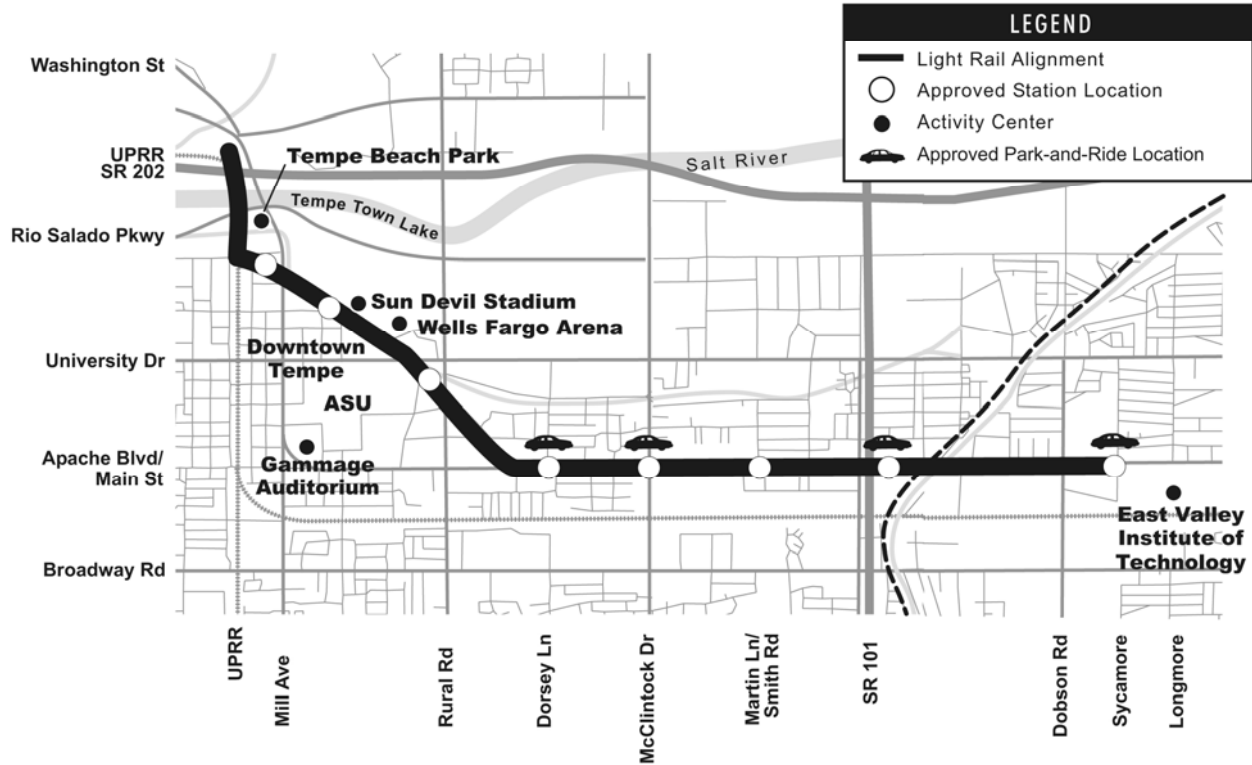 LEGEND
Light Rail Alignment
Approved Station Location
Activity Center
Approved Park-and-Ride Location
Washington St
UPRR
SR 202
Rio Salado Pkwy
University Dr
Apache Blvd/
Main St
Broadway Rd
Tempe Beach Park
Salt River
Tempe Town Lake
Sun Devil Stadium
Wells Fargo Arena
Downtown
Tempe
ASU
Gammage
Auditorium
East Valley
Institute of
Technology
UPRR
Mill Ave
Rural Rd
Dorsey Ln
McClintock Dr
Martin Ln/
Smith Rd
SR 101
Dobson Rd
Sycamore
Longmore